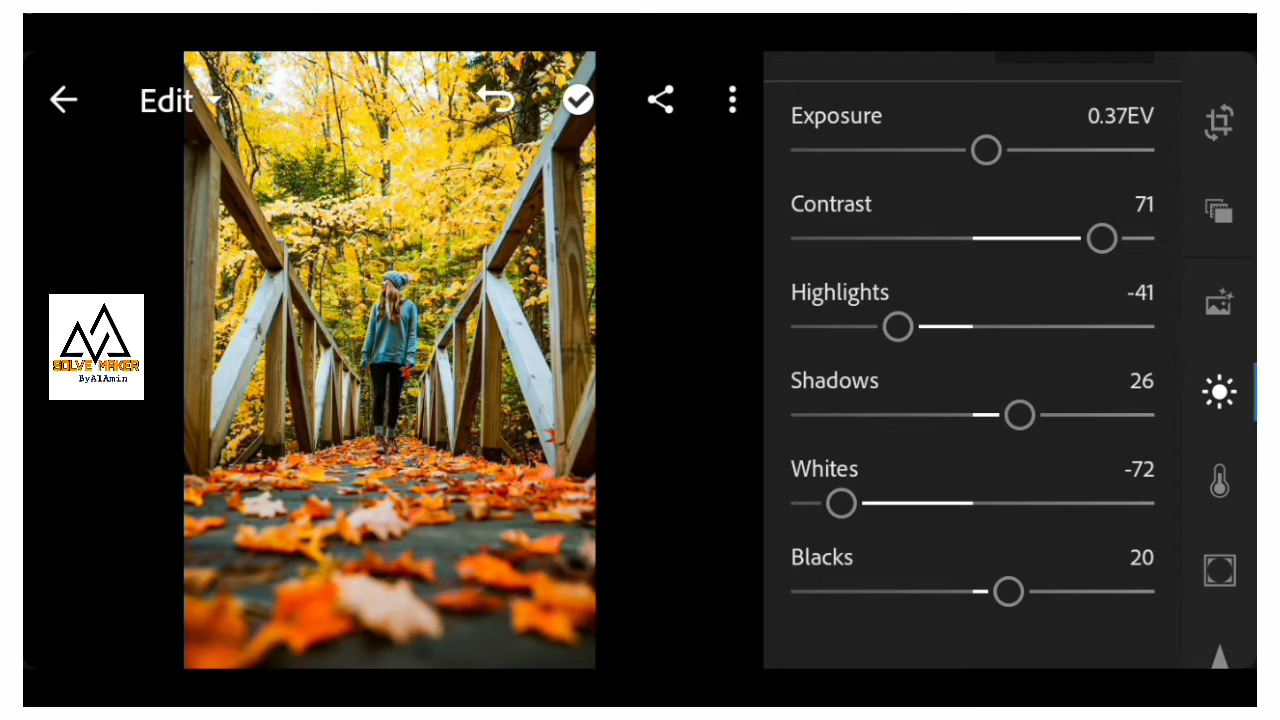 Edit
Exposure 0.37EV
Contrast 71
Highlights -41
Shadows 26
Whites -72
Blacks 20
SOLVE MAKER
ByAlAmin